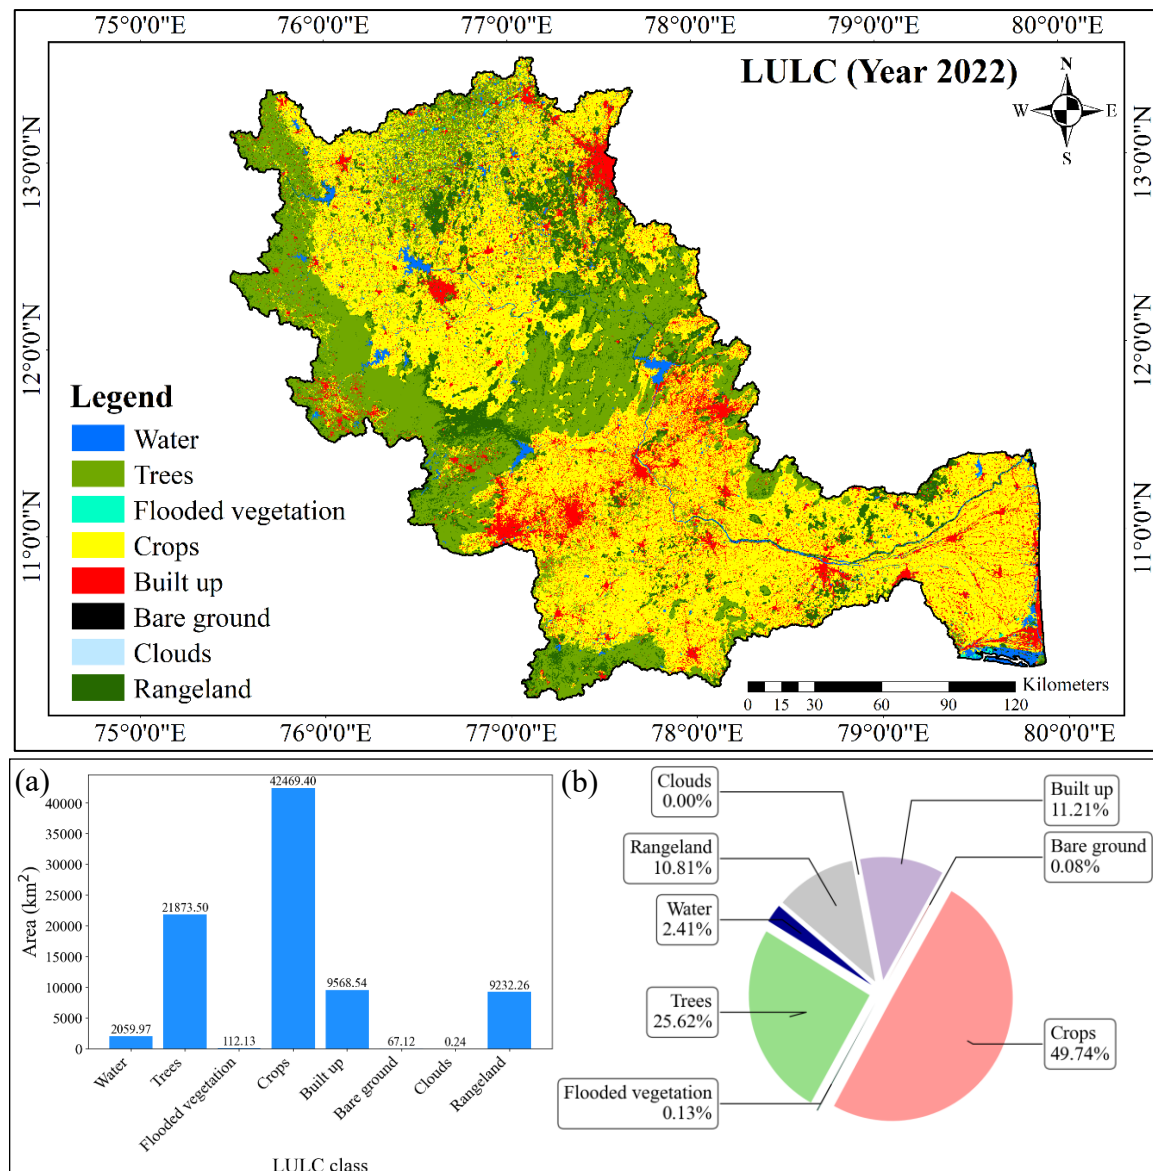 75°0'0"E 76°0'0"E 77°0'0"E 78°0'0"E 79°0'0"E 80°0'0"E
LULC (Year 2022)
N
W E
S
13°0'0"N
12°0'0"N
11°0'0"N
13°0'0"N
12°0'0"N
11°0'0"N
Legend
Water
Trees
Flooded vegetation
Crops
Built up
Bare ground
Clouds
Rangeland
Kilometers
0 15 30 60 90 120
75°0'0"E 76°0'0"E 77°0'0"E 78°0'0"E 79°0'0"E 80°0'0"E
(a)
Area (km²)
40000
35000
30000
25000
20000
15000
10000
5000
0
2059.97
21873.50
112.13
42469.40
9568.54
67.12
0.24
9232.26
Water
Trees
Flooded vegetation
Crops
Built up
Bare ground
Clouds
Rangeland
LULC class
(b)
Clouds
0.00%
Built up
11.21%
Rangeland
10.81%
Bare ground
0.08%
Water
2.41%
Trees
25.62%
Crops
49.74%
Flooded vegetation
0.13%